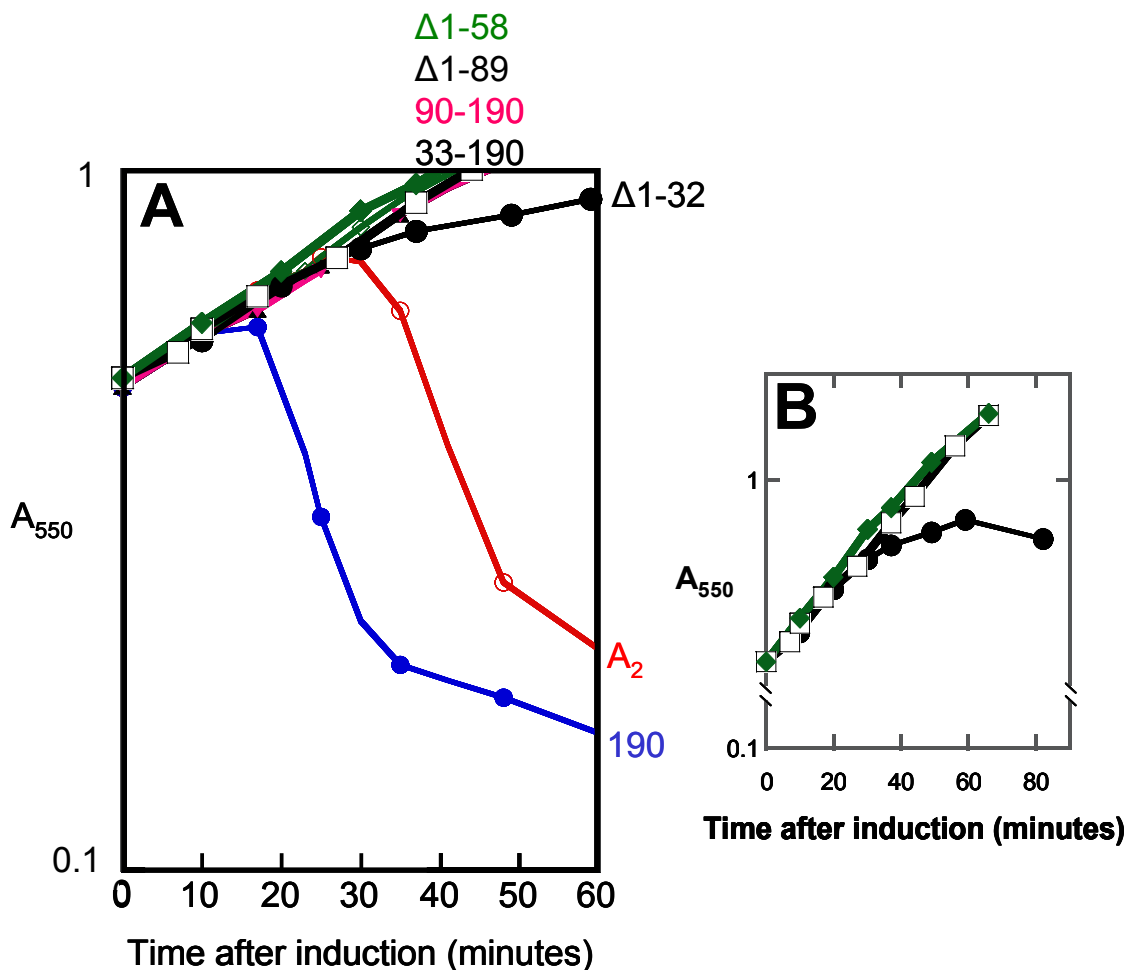 Δ1-58
Δ1-89
90-190
33-190
1
A
Δ1-32
A550
A2
190
0.1
0 10 20 30 40 50 60
Time after induction (minutes)
B
1
A550
0.1
0 20 40 60 80
Time after induction (minutes)